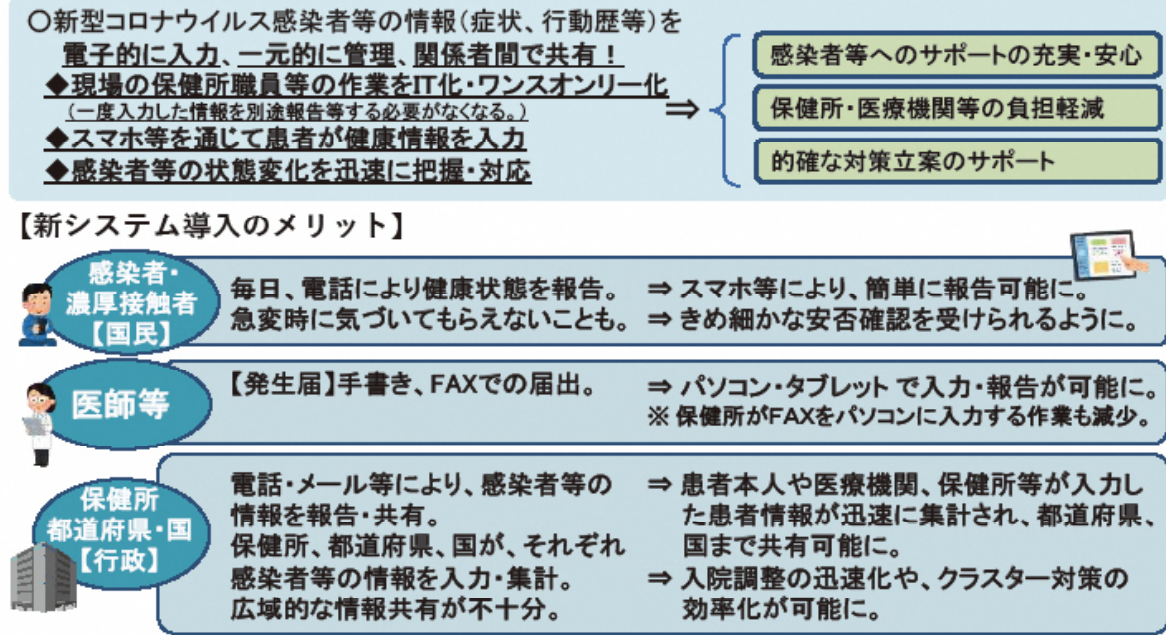 〇新型コロナウイルス感染者等の情報(症状、行動歴等)を
電子的に入力、一元的に管理、関係者間で共有!
◆現場の保健所職員等の作業をIT化・ワンスオンリー化
(一度入力した情報を別途報告等する必要がなくなる。)
◆スマホ等を通じて患者が健康情報を入力
◆感染者等の状態変化を迅速に把握・対応
⇒
感染者等へのサポートの充実・安心
保健所・医療機関等の負担軽減
的確な対策立案のサポート
【新システム導入のメリット】
感染者・
濃厚接触者
【国民】
毎日、電話により健康状態を報告。
急変時に気づいてもらえないことも。
⇒ スマホ等により、簡単に報告可能に。
⇒ きめ細かな安否確認を受けられるように。
医師等
【発生届】手書き、FAXでの届出。
⇒ パソコン・タブレット で入力・報告が可能に。
※ 保健所がFAXをパソコンに入力する作業も減少。
保健所
都道府県・国
【行政】
電話・メール等により、感染者等の
情報を報告・共有。
保健所、都道府県、国が、それぞれ
感染者等の情報を入力・集計。
広域的な情報共有が不十分。
⇒ 患者本人や医療機関、保健所等が入力し
た患者情報が迅速に集計され、都道府県、
国まで共有可能に。
⇒ 入院調整の迅速化や、クラスター対策の
効率化が可能に。